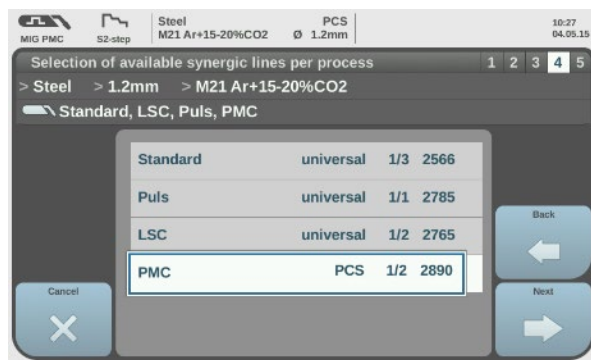 Steel PCS 10:27
MIG PMC S2-step M21 Ar+15-20%CO2 Ø 1.2mm 04.05.15
Selection of available synergic lines per process 1 2 3 4 5
> Steel > 1.2mm > M21 Ar+15-20%CO2
Standard, LSC, Puls, PMC
Standard universal 1/3 2566
Puls universal 1/1 2785
LSC universal 1/2 2765
PMC PCS 1/2 2890
Back
Cancel
Next